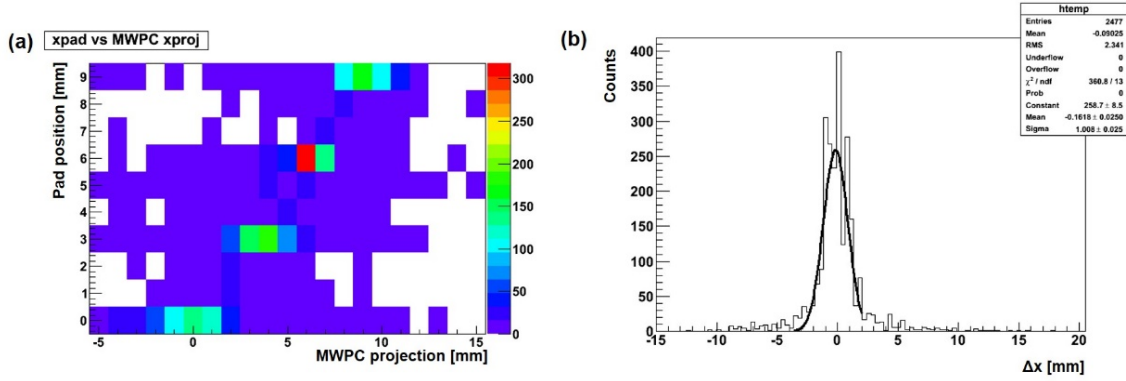 (a)
xpad vs MWPC xproj
Pad position [mm]
9
8
7
6
5
4
3
2
1
0
-5
0
5
10
15
MWPC projection [mm]
300
250
200
150
100
50
0
(b)
Counts
400
350
300
250
200
150
100
50
0
-15
-10
-5
0
5
10
15
20
Δx [mm]
htemp
Entries 2477
Mean -0.09025
RMS 2.341
Underflow 0
Overflow 0
χ² / ndf 360.8 / 13
Prob 0
Constant 258.7 ± 8.5
Mean -0.1618 ± 0.0250
Sigma 1.008 ± 0.025